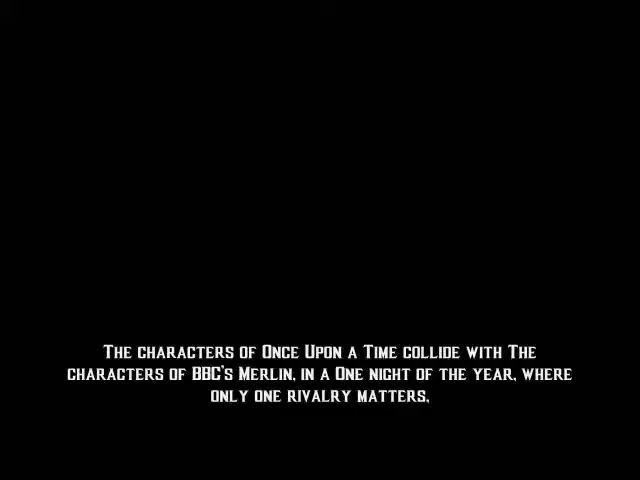 The characters of Once Upon a Time collide with The
characters of BBC's Merlin, in a One night of the year, where
only one rivalry matters,